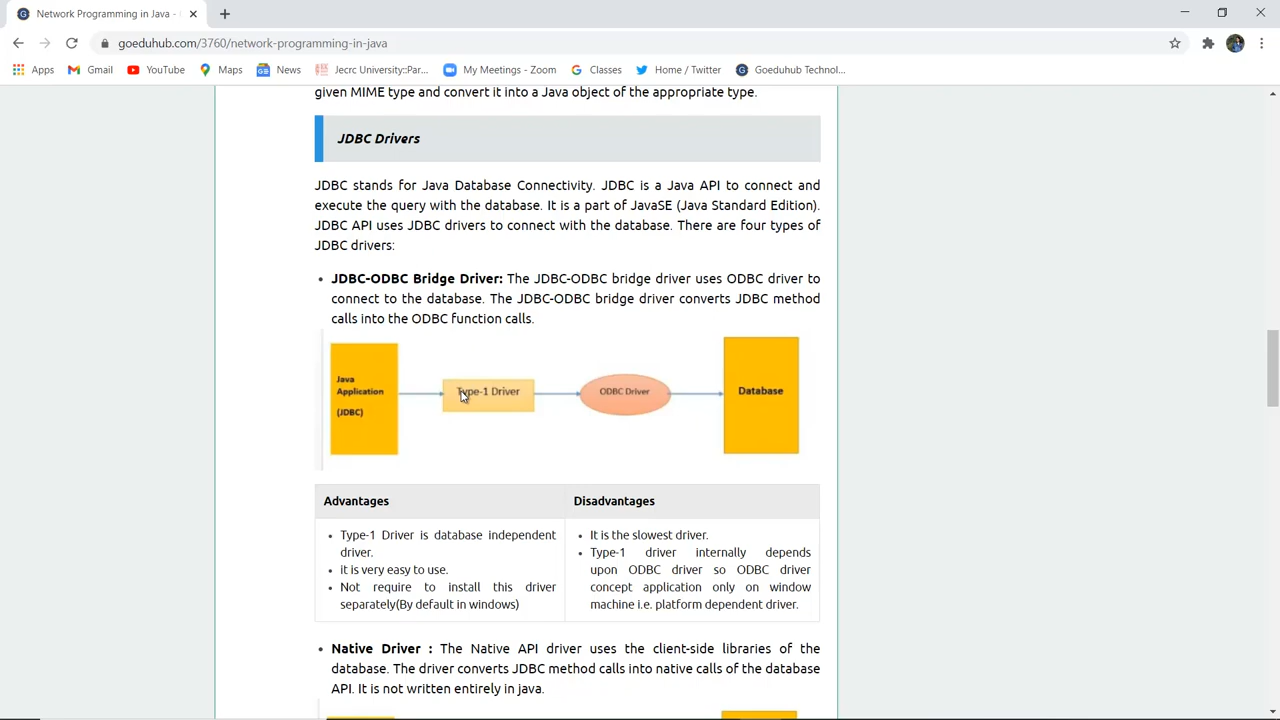 Network Programming in Java -
goeduhub.com/3760/network-programming-in-java
Apps Gmail YouTube Maps News Jecrc University::Par... My Meetings - Zoom Classes Home / Twitter Goeduhub Technol...
given MIME type and convert it into a Java object of the appropriate type.
JDBC Drivers
JDBC stands for Java Database Connectivity. JDBC is a Java API to connect and
execute the query with the database. It is a part of JavaSE (Java Standard Edition).
JDBC API uses JDBC drivers to connect with the database. There are four types of
JDBC drivers:
• JDBC-ODBC Bridge Driver: The JDBC-ODBC bridge driver uses ODBC driver to
connect to the database. The JDBC-ODBC bridge driver converts JDBC method
calls into the ODBC function calls.
Java
Application
(JDBC)
Type-1 Driver
ODBC Driver
Database
Advantages
• Type-1 Driver is database independent
driver.
• it is very easy to use.
• Not require to install this driver
separately(By default in windows)
Disadvantages
• It is the slowest driver.
• Type-1 driver internally depends
upon ODBC driver so ODBC driver
concept application only on window
machine i.e. platform dependent driver.
• Native Driver : The Native API driver uses the client-side libraries of the
database. The driver converts JDBC method calls into native calls of the database
API. It is not written entirely in java.